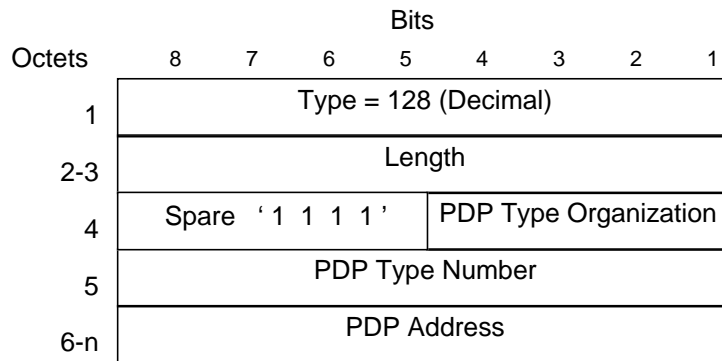 Bits
Octets 8 7 6 5 4 3 2 1
1 Type = 128 (Decimal)
2-3 Length
4 Spare ‘ 1 1 1 1 ’ PDP Type Organization
5 PDP Type Number
6-n PDP Address